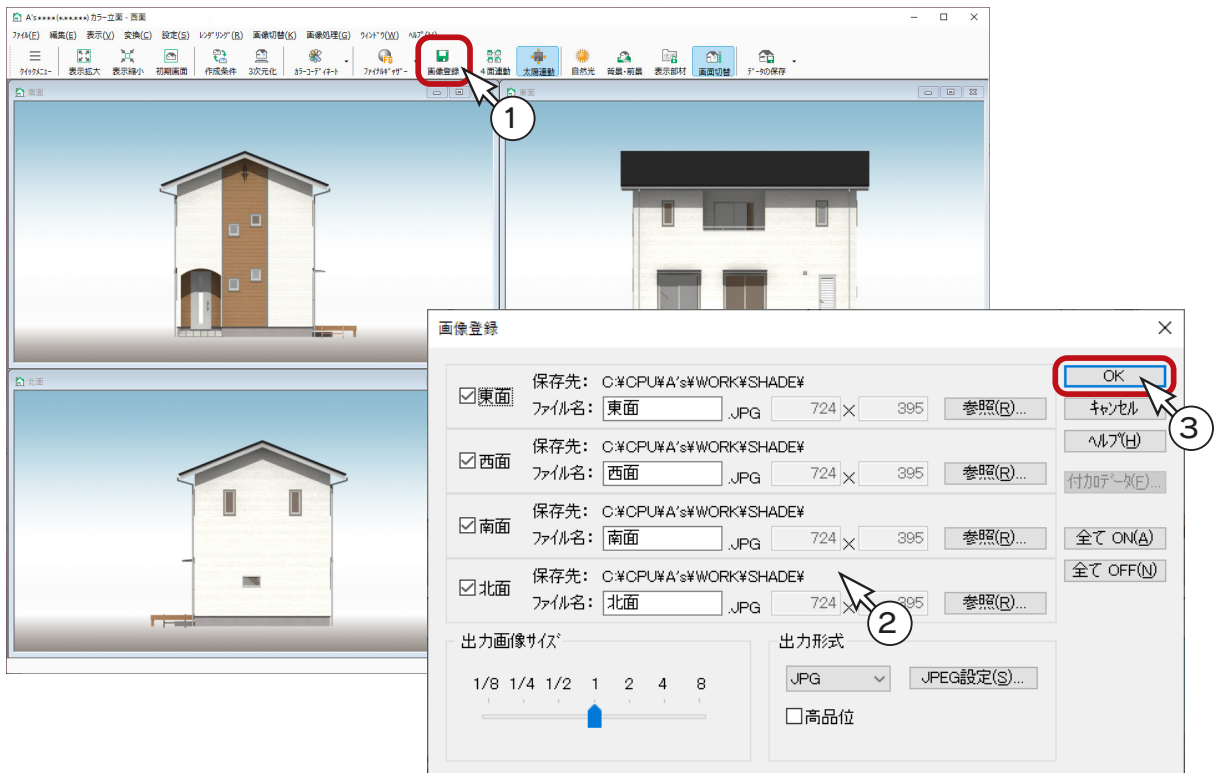 A's****(*.***.***) カラー立面 - 西面
ファイル(F) 編集(E) 表示(V) 変換(C) 設定(S) レンダリング(R) 画像切替(K) 画像処理(G) ウィンドウ(W) ヘルプ(H)
クイックメニュー 表示拡大 表示縮小 初期画面 作成条件 3次元化 カラーコーディネート ファイナルギャザー 画像登録 4面連動 太陽連動 自然光 背景・前景 表示部材 画面切替 データの保存
1
北面
画像登録
東面 保存先: C:¥CPU¥A's¥WORK¥SHADE¥
ファイル名: 東面 .JPG 724 × 395 参照(R)...
西面 保存先: C:¥CPU¥A's¥WORK¥SHADE¥
ファイル名: 西面 .JPG 724 × 395 参照(R)...
南面 保存先: C:¥CPU¥A's¥WORK¥SHADE¥
ファイル名: 南面 .JPG 724 × 395 参照(R)...
北面 保存先: C:¥CPU¥A's¥WORK¥SHADE¥
ファイル名: 北面 .JPG 724 × 395 参照(R)...
2
OK
3
キャンセル
ヘルプ(H)
付加データ(E)...
全て ON(A)
全て OFF(N)
出力画像サイズ
1/8 1/4 1/2 1 2 4 8
出力形式
JPG JPEG設定(S)...
高品位